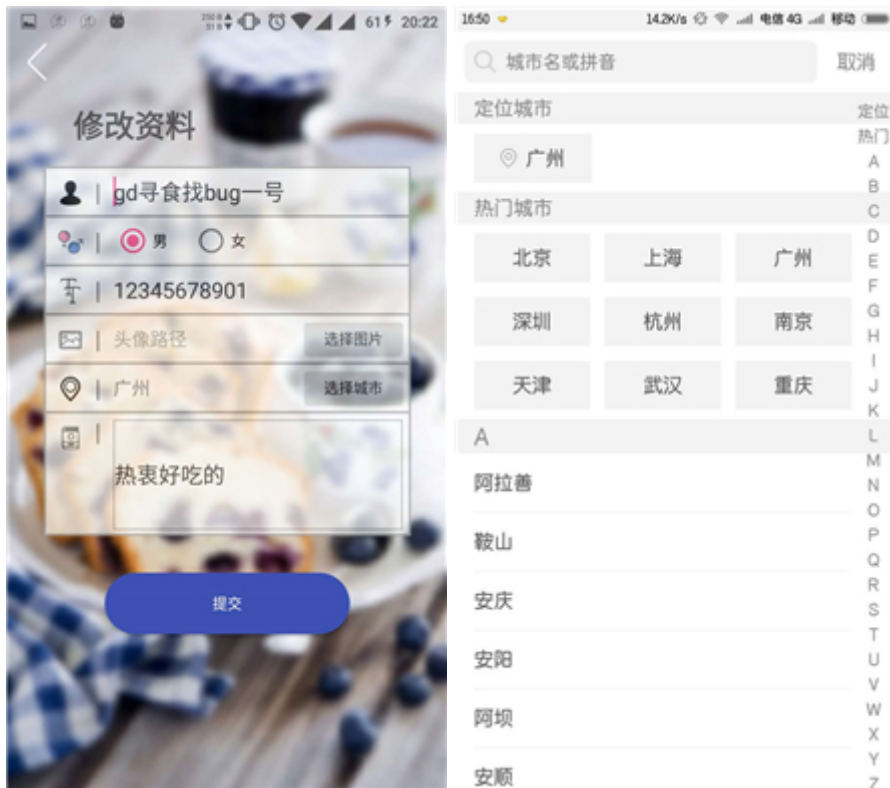 61 20:22
修改资料
gd寻食找bug一号
男 女
12345678901
头像路径 选择图片
广州 选择城市
热衷好吃的
提交
16:50 14.2K/s 电信 4G 移动
城市名或拼音 取消
定位城市
广州
热门城市
北京 上海 广州
深圳 杭州 南京
天津 武汉 重庆
A
阿拉善
鞍山
安庆
安阳
阿坝
安顺
定位
热门
A
B
C
D
E
F
G
H
I
J
K
L
M
N
O
P
Q
R
S
T
U
V
W
X
Y
Z